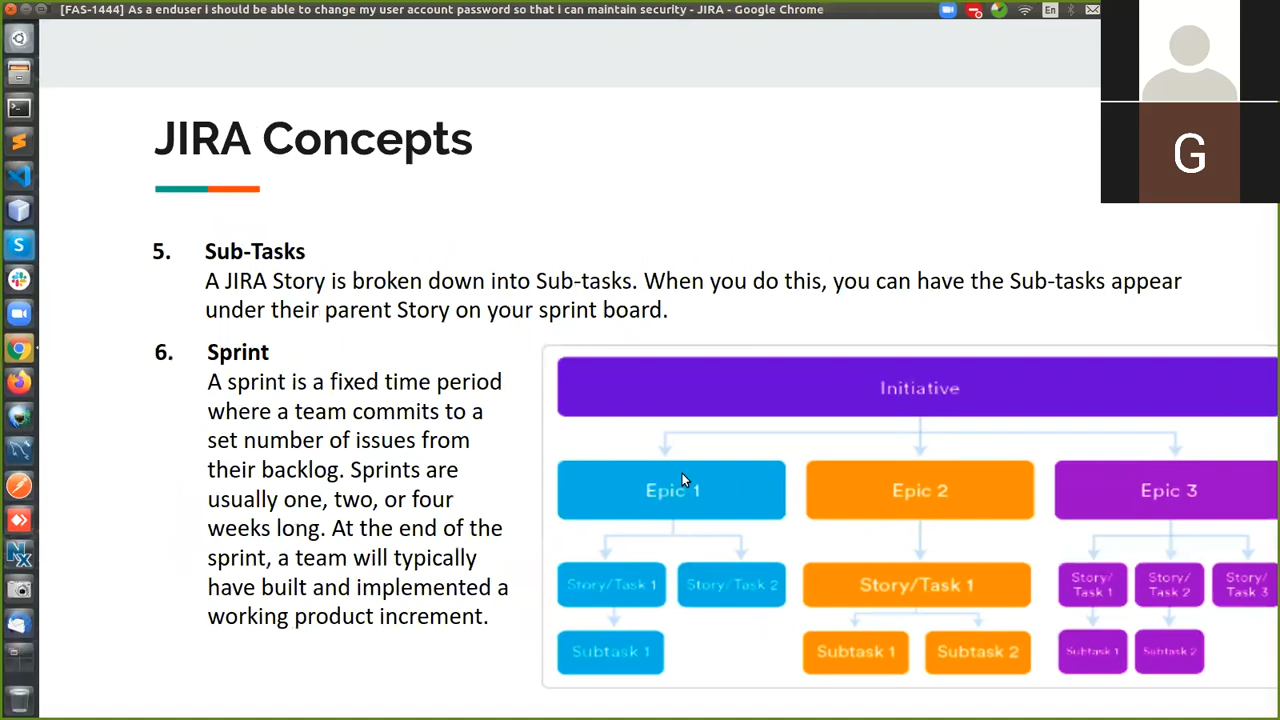 [FAS-1444] As a enduser I should be able to change my user account password so that i can maintain security - JIRA - Google Chrome
En
G
JIRA Concepts
5. Sub-Tasks
A JIRA Story is broken down into Sub-tasks. When you do this, you can have the Sub-tasks appear
under their parent Story on your sprint board.
6. Sprint
A sprint is a fixed time period
where a team commits to a
set number of issues from
their backlog. Sprints are
usually one, two, or four
weeks long. At the end of the
sprint, a team will typically
have built and implemented a
working product increment.
Initiative
Epic 1
Epic 2
Epic 3
Story/Task 1
Story/Task 2
Story/Task 1
Story/
Task 1
Story/
Task 2
Story/
Task 3
Subtask 1
Subtask 1
Subtask 2
Subtask 1
Subtask 2